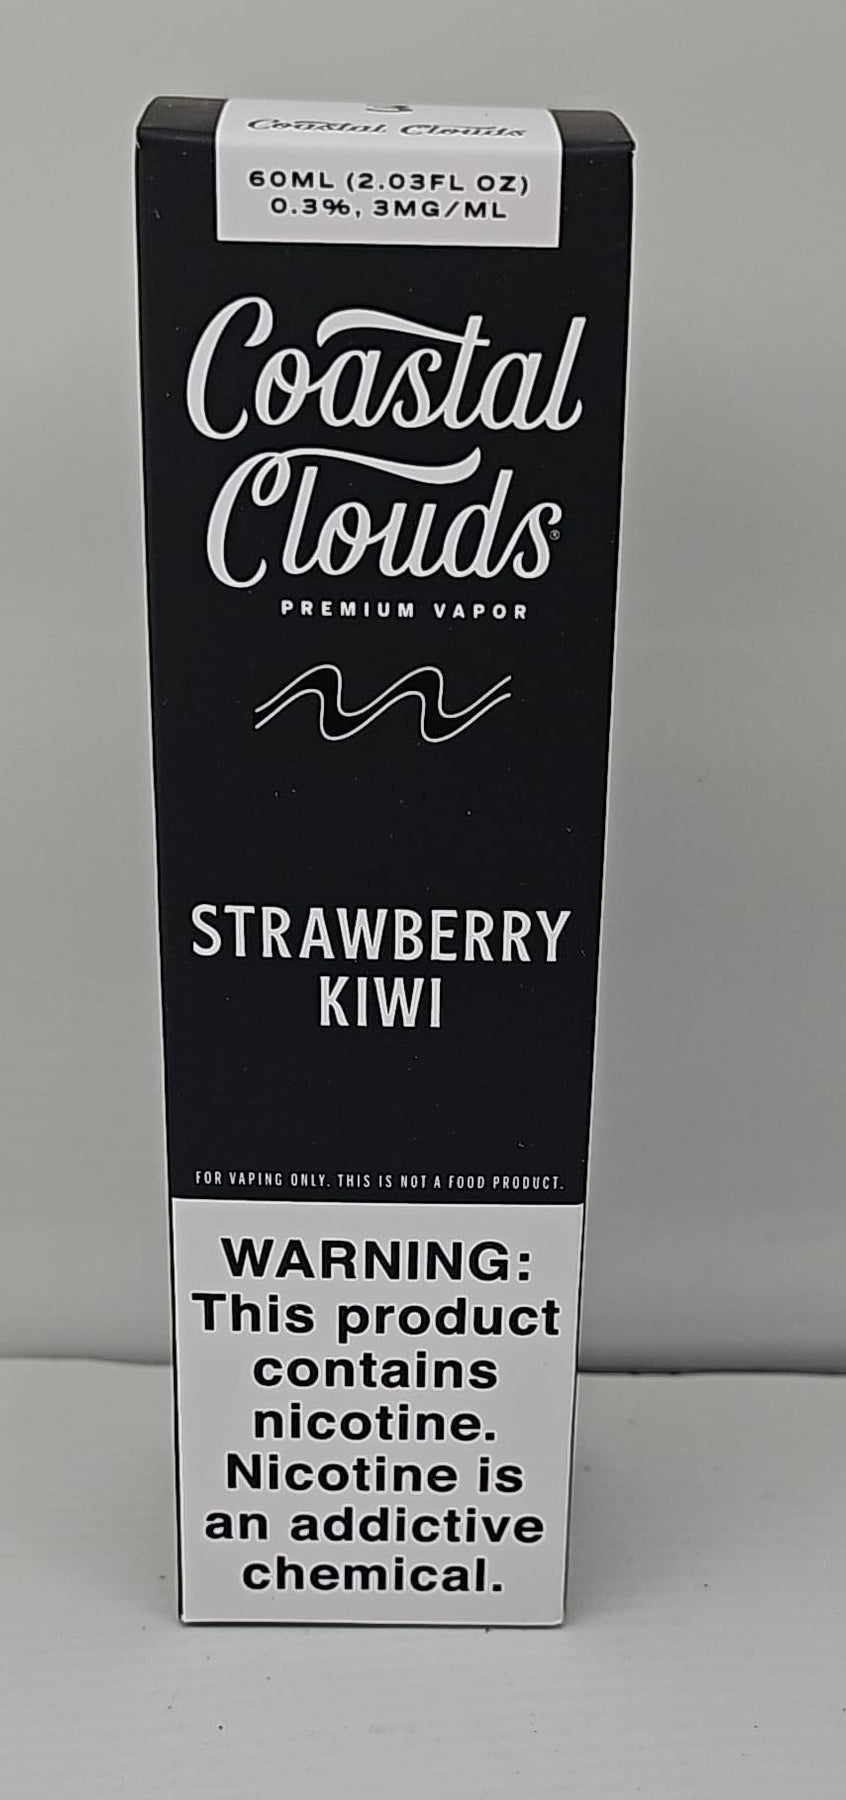 3
Coastal Clouds
60ML (2.03FL OZ)
0.3%, 3MG/ML
Coastal
Clouds®
PREMIUM VAPOR
STRAWBERRY
KIWI
FOR VAPING ONLY. THIS IS NOT A FOOD PRODUCT.
WARNING:
This product
contains
nicotine.
Nicotine is
an addictive
chemical.